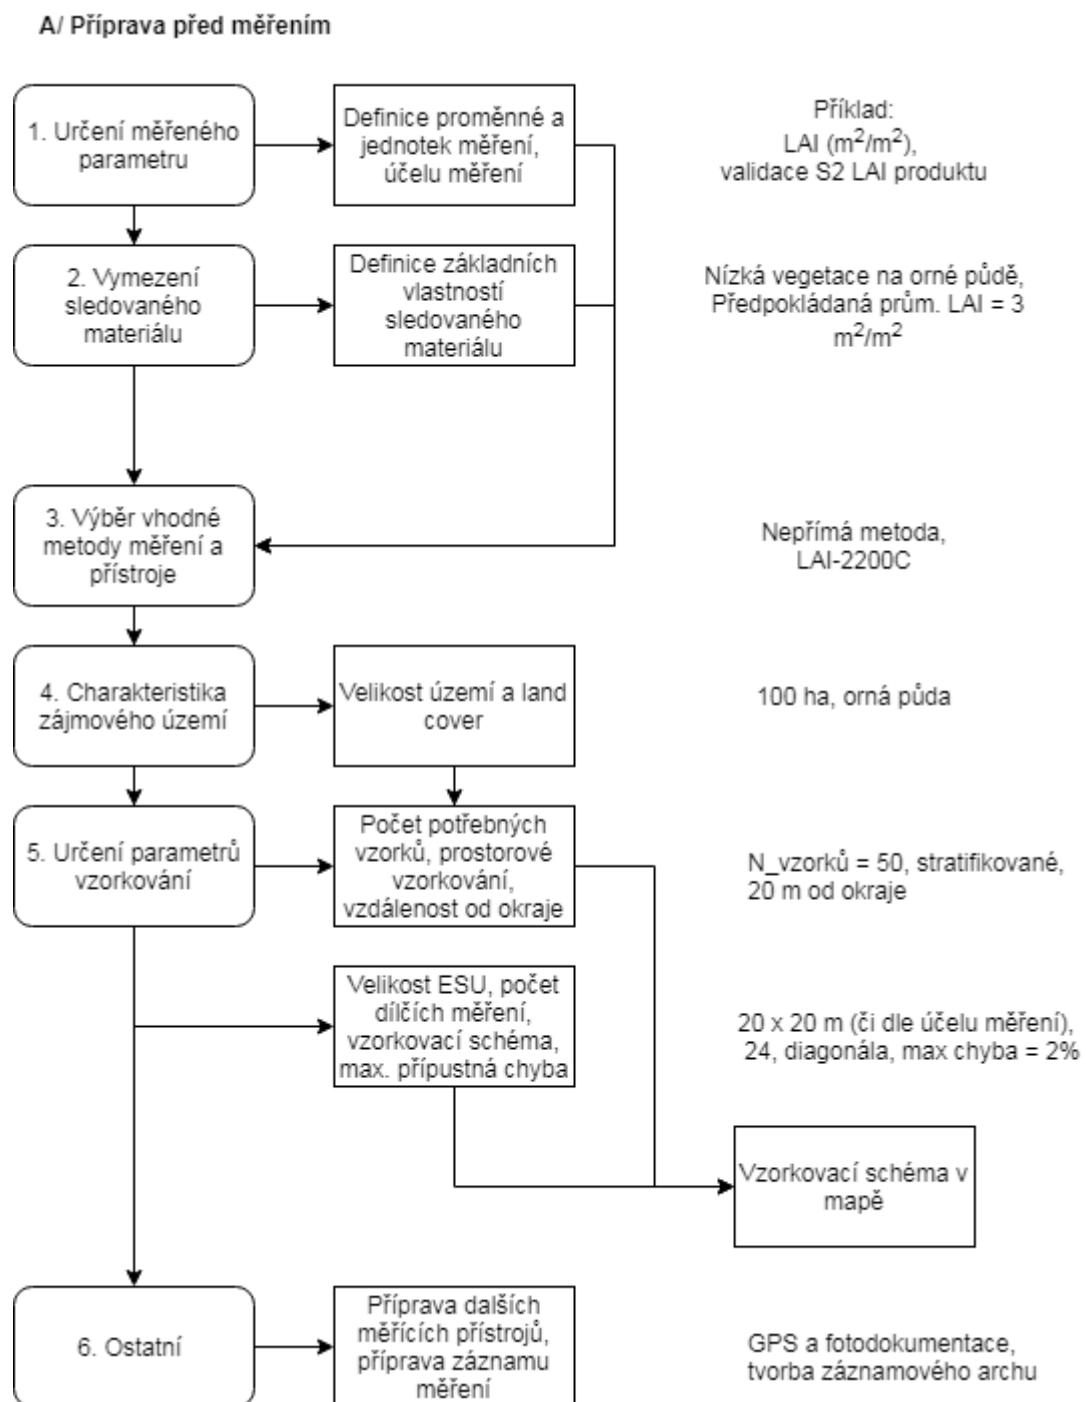 A/ Příprava před měřením
1. Určení měřeného
parametru
Definice proměnné a
jednotek měření,
účelu měření
Příklad:
LAI (m²/m²),
validace S2 LAI produktu
2. Vymezení
sledovaného
materiálu
Definice základních
vlastností
sledovaného
materiálu
Nízká vegetace na orné půdě,
Předpokládaná prům. LAI = 3
m²/m²
3. Výběr vhodné
metody měření a
přístroje
Nepřímá metoda,
LAI-2200C
4. Charakteristika
zájmového území
Velikost území a land
cover
100 ha, orná půda
5. Určení parametrů
vzorkování
Počet potřebných
vzorků, prostorové
vzorkování,
vzdálenost od okraje
N_vzorků = 50, stratifikované,
20 m od okraje
Velikost ESU, počet
dílčích měření,
vzorkovací schéma,
max. přípustná chyba
20 x 20 m (či dle účelu měření),
24, diagonála, max chyba = 2%
Vzorkovací schéma v
mapě
6. Ostatní
Příprava dalších
měřících přístrojů,
příprava záznamu
měření
GPS a fotodokumentace,
tvorba záznamového archu